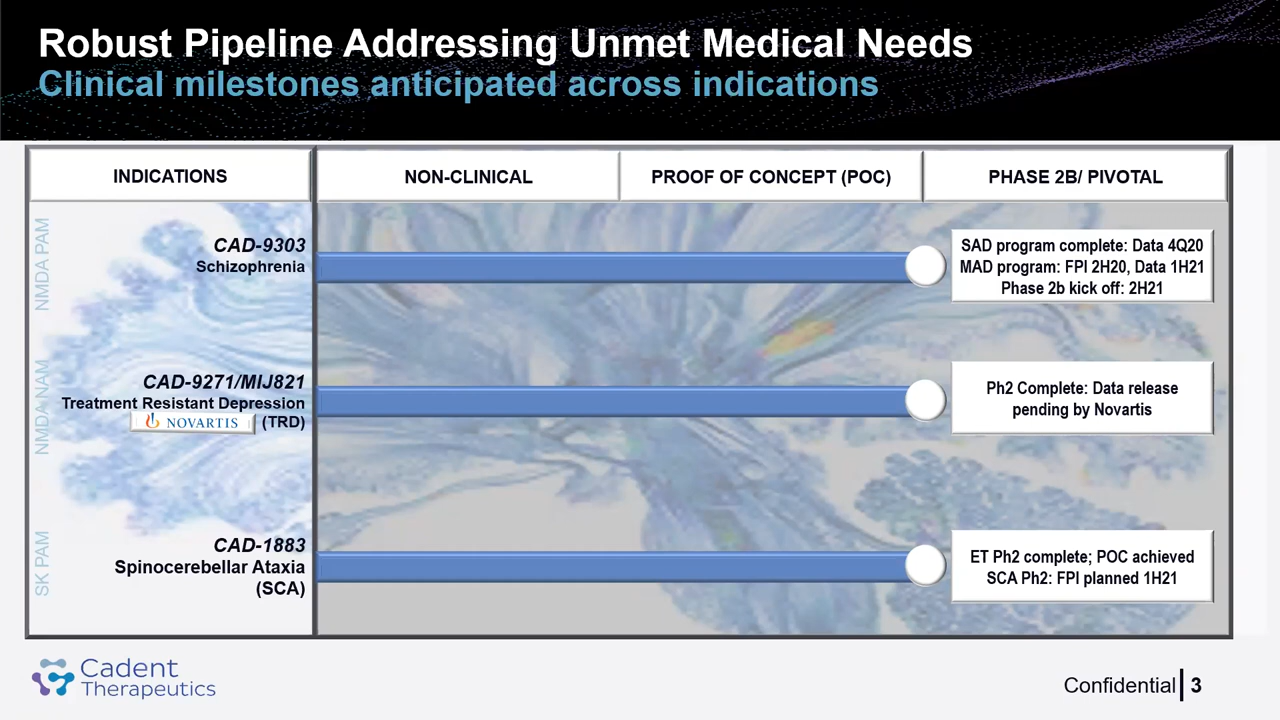 Robust Pipeline Addressing Unmet Medical Needs
Clinical milestones anticipated across indications
INDICATIONS
NON-CLINICAL
PROOF OF CONCEPT (POC)
PHASE 2B/ PIVOTAL
NMDA PAM
CAD-9303
Schizophrenia
SAD program complete: Data 4Q20
MAD program: FPI 2H20, Data 1H21
Phase 2b kick off: 2H21
NMDA NAM
CAD-9271/MIJ821
Treatment Resistant Depression
NOVARTIS (TRD)
Ph2 Complete: Data release
pending by Novartis
SK PAM
CAD-1883
Spinocerebellar Ataxia
(SCA)
ET Ph2 complete; POC achieved
SCA Ph2: FPI planned 1H21
Cadent
Therapeutics
Confidential 3